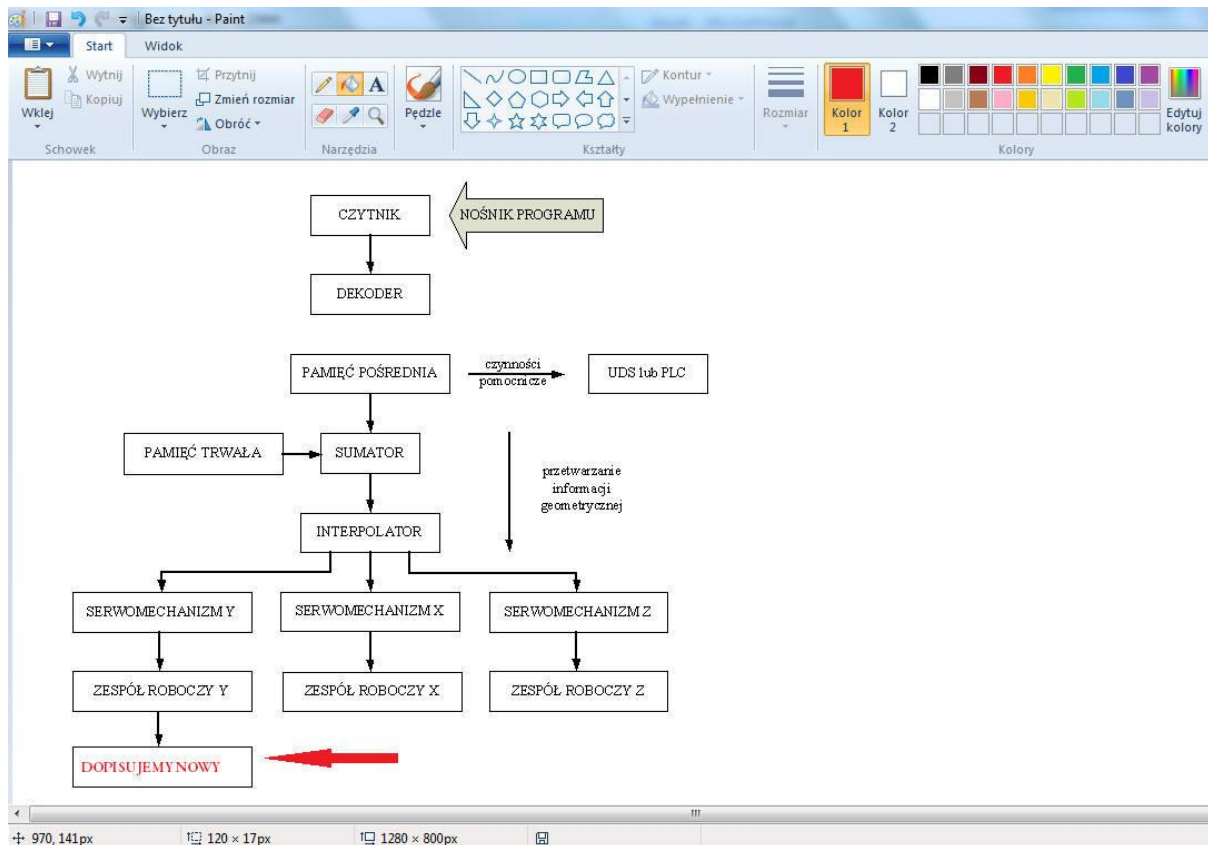 Bez tytułu - Paint
Start Widok
Wklej
Wytnij
Kopiuj
Schowek
Wybierz
Przytnij
Zmień rozmiar
Obróć
Obraz
A
Narzędzia
Pędzle
Kontur
Wypełnienie
Kształty
Rozmiar
Kolor
1
Kolor
2
Edytuj
kolory
Kolory
CZYTNIK
NOŚNIK PROGRAMU
DEKODER
PAMIĘĆ POŚREDNIA
czynności
pomocnicze
UDS lub PLC
PAMIĘĆ TRWAŁA
SUMATOR
przetwarzanie
informacji
geometrycznej
INTERPOLATOR
SERWOMECHANIZM Y
SERWOMECHANIZM X
SERWOMECHANIZM Z
ZESPÓŁ ROBOCZY Y
ZESPÓŁ ROBOCZY X
ZESPÓŁ ROBOCZY Z
DOPISUJEMY NOWY
970, 141px
120 × 17px
1280 × 800px